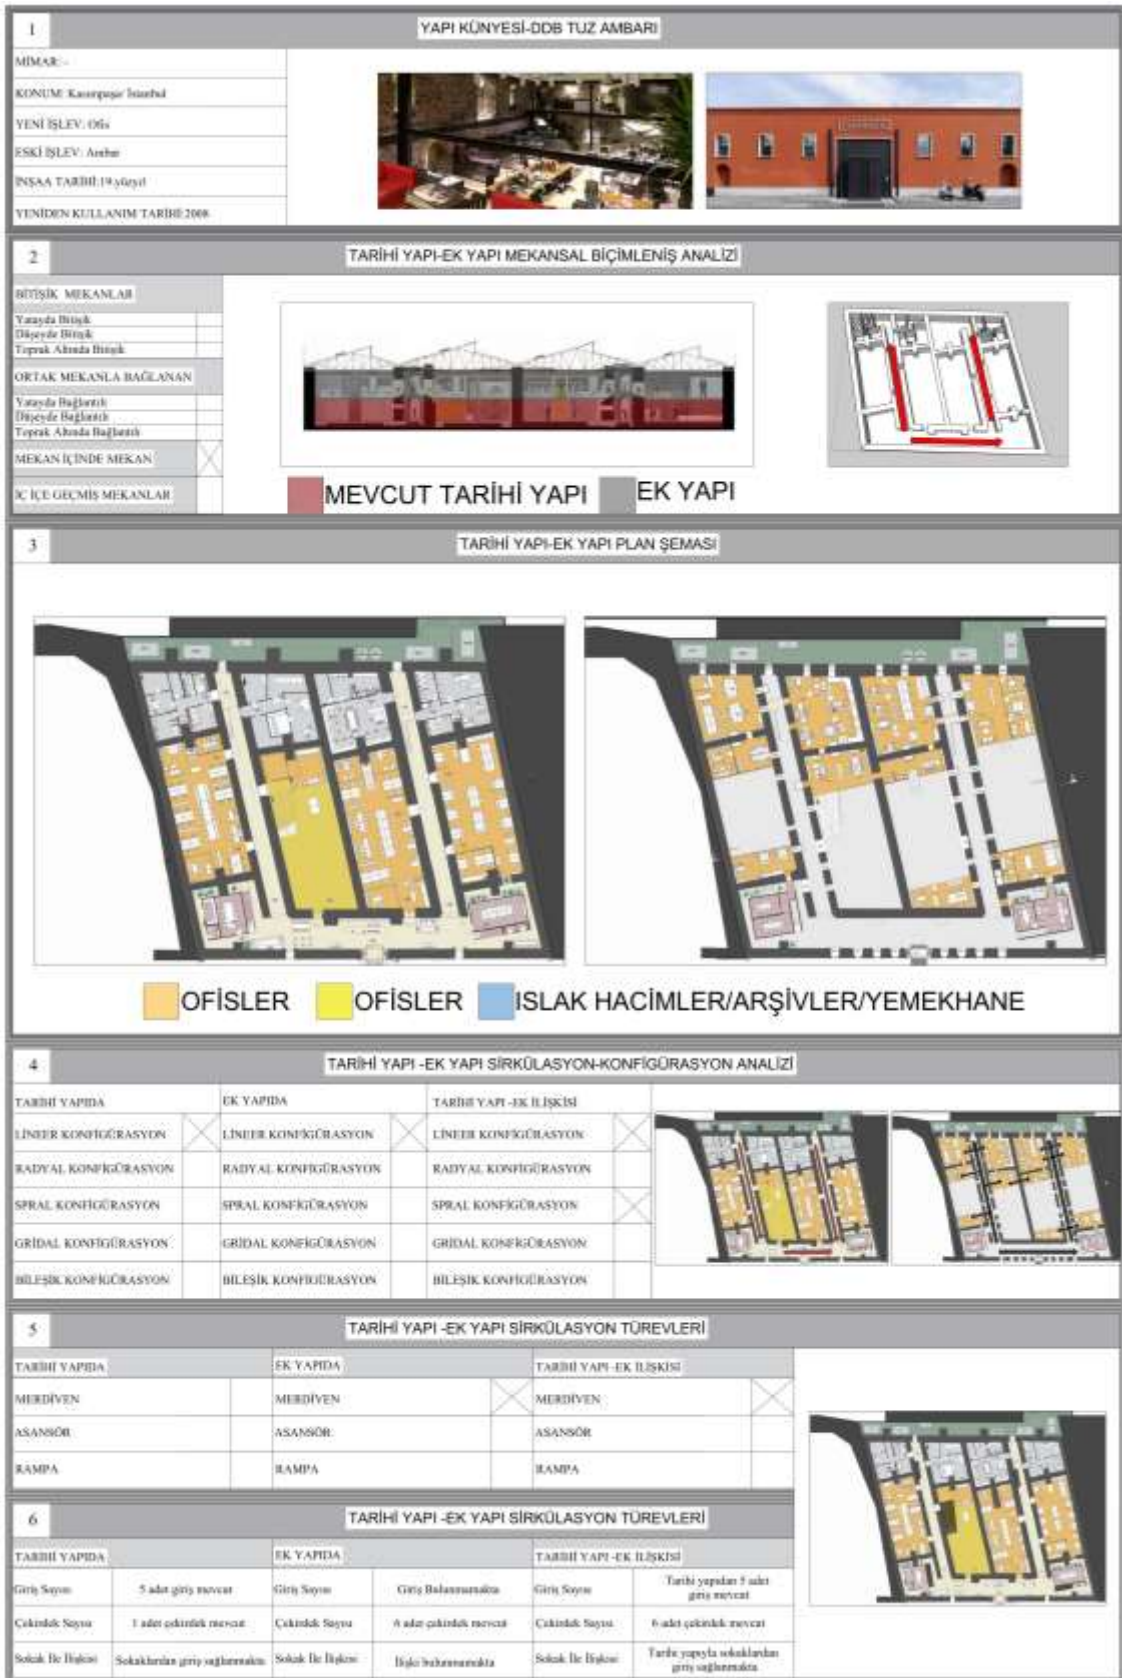 1
YAPI KÜNYESİ-DDB TUZ AMBARI
MİMAR: -
KONUM: Kasımpaşa/ İstanbul
YENİ İŞLEV: Ofis
ESKİ İŞLEV: Ambar
İNŞAA TARİHİ:19.yüzyıl
YENİDEN KULLANIM TARİHİ:2008
2
TARİHİ YAPI-EK YAPI MEKANSAL BİÇİMLENİŞ ANALİZİ
BİTİŞİK MEKANLAR
Yatayda Bitişik
Düşeyde Bitişik
Toprak Altında Bitişik
ORTAK MEKANLA BAĞLANAN
Yatayda Bağlantılı
Düşeyde Bağlantılı
Toprak Altında Bağlantılı
MEKAN İÇİNDE MEKAN
İÇ İÇE GEÇMİŞ MEKANLAR
MEVCUT TARİHİ YAPI
EK YAPI
3
TARİHİ YAPI-EK YAPI PLAN ŞEMASI
OFİSLER
OFİSLER
ISLAK HACİMLER/ARŞİVLER/YEMEKHANE
4
TARİHİ YAPI -EK YAPI SİRKÜLASYON-KONFİGÜRASYON ANALİZİ
TARİHİ YAPIDA
EK YAPIDA
TARİHİ YAPI -EK İLİŞKİSİ
LİNEER KONFİGÜRASYON
LİNEER KONFİGÜRASYON
LİNEER KONFİGÜRASYON
RADYAL KONFİGÜRASYON
RADYAL KONFİGÜRASYON
RADYAL KONFİGÜRASYON
SPRAL KONFİGÜRASYON
SPRAL KONFİGÜRASYON
SPRAL KONFİGÜRASYON
GRİDAL KONFİGÜRASYON
GRİDAL KONFİGÜRASYON
GRİDAL KONFİGÜRASYON
BİLEŞİK KONFİGÜRASYON
BİLEŞİK KONFİGÜRASYON
BİLEŞİK KONFİGÜRASYON
5
TARİHİ YAPI -EK YAPI SİRKÜLASYON TÜREVLERİ
TARİHİ YAPIDA
EK YAPIDA
TARİHİ YAPI -EK İLİŞKİSİ
MERDİVEN
MERDİVEN
MERDİVEN
ASANSÖR
ASANSÖR
ASANSÖR
RAMPA
RAMPA
RAMPA
6
TARİHİ YAPI -EK YAPI SİRKÜLASYON TÜREVLERİ
TARİHİ YAPIDA
EK YAPIDA
TARİHİ YAPI -EK İLİŞKİSİ
Giriş Sayısı
5 adet giriş mevcut
Giriş Sayısı
Giriş Bulunmamakta
Giriş Sayısı
Tarihi yapıdan 5 adet
giriş mevcut
Çekirdek Sayısı
1 adet çekirdek mevcut
Çekirdek Sayısı
6 adet çekirdek mevcut
Çekirdek Sayısı
6 adet çekirdek mevcut
Sokak İle İlişkisi
Sokaklardan giriş sağlanmakta
Sokak İle İlişkisi
İlişki bulunmamakta
Sokak İle İlişkisi
Tarihi yapıyla sokaklardan
giriş sağlanmakta